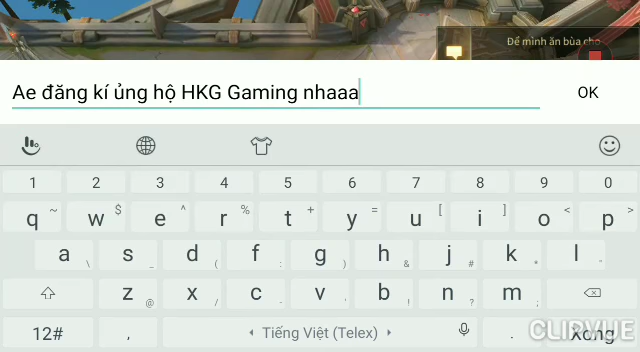 Để mình ăn bùa cho
Ae đăng kí ủng hộ HKG Gaming nhaaa OK
1 2 3 4 5 6 7 8 9 0
q ~ w $ e ^ r % t + y = u [ i ] o < p >
a \ s _ d ( f : g ) h & j # k * l "
z @ x / c - v ' b ! n ? m ;
12# , Tiếng Việt (Telex) . Xong
CLIPVUE